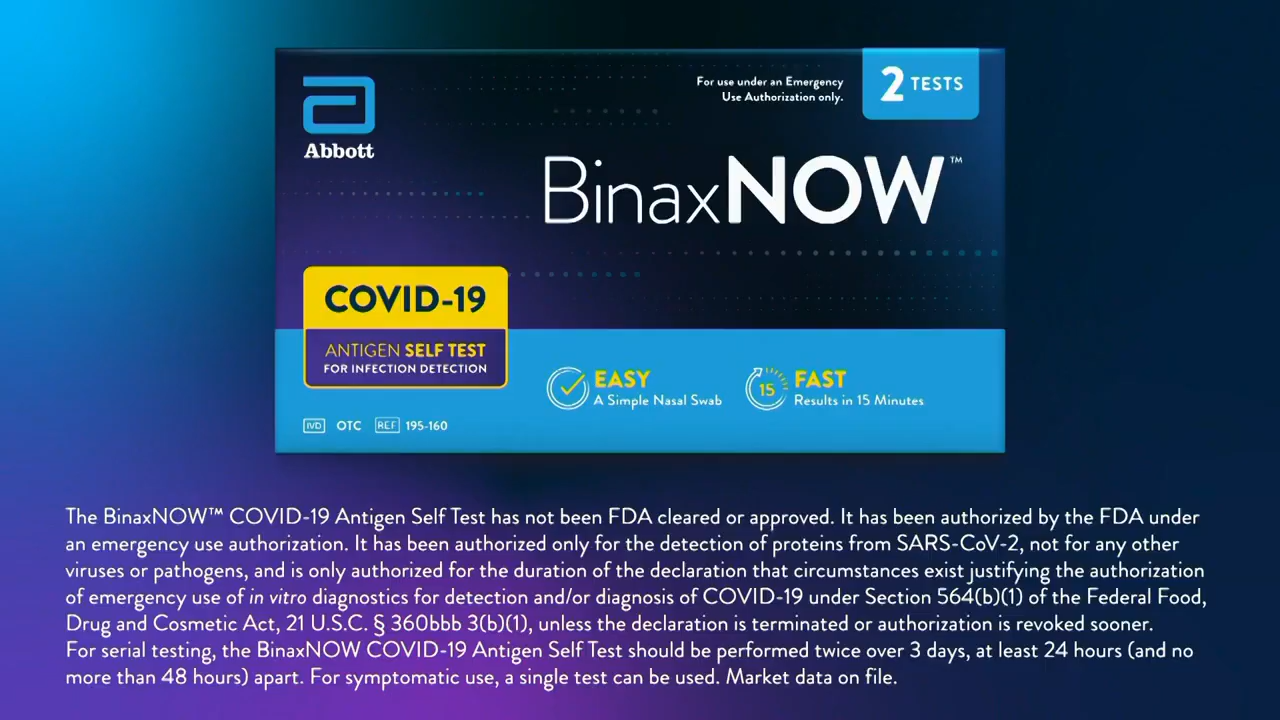 Abbott
For use under an Emergency
Use Authorization only.
2 TESTS
BinaxNOW™
COVID-19
ANTIGEN SELF TEST
FOR INFECTION DETECTION
EASY
A Simple Nasal Swab
15
FAST
Results in 15 Minutes
IVD OTC REF 195-160
The BinaxNOW™ COVID-19 Antigen Self Test has not been FDA cleared or approved. It has been authorized by the FDA under
an emergency use authorization. It has been authorized only for the detection of proteins from SARS-CoV-2, not for any other
viruses or pathogens, and is only authorized for the duration of the declaration that circumstances exist justifying the authorization
of emergency use of in vitro diagnostics for detection and/or diagnosis of COVID-19 under Section 564(b)(1) of the Federal Food,
Drug and Cosmetic Act, 21 U.S.C. § 360bbb 3(b)(1), unless the declaration is terminated or authorization is revoked sooner.
For serial testing, the BinaxNOW COVID-19 Antigen Self Test should be performed twice over 3 days, at least 24 hours (and no
more than 48 hours) apart. For symptomatic use, a single test can be used. Market data on file.